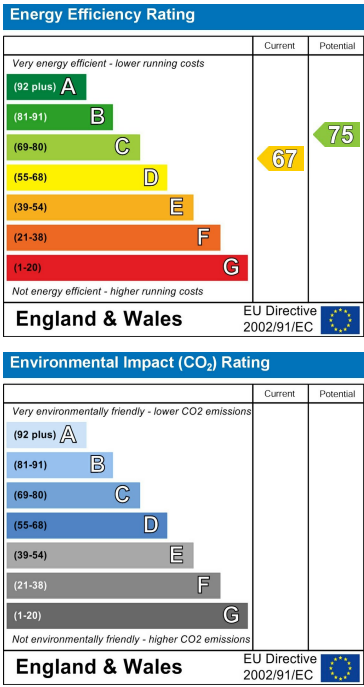 Energy Efficiency Rating
Current Potential
Very energy efficient - lower running costs
(92 plus) A
(81-91) B
(69-80) C
(55-68) D
(39-54) E
(21-38) F
(1-20) G
67
75
Not energy efficient - higher running costs
England & Wales
EU Directive
2002/91/EC
Environmental Impact (CO₂) Rating
Current Potential
Very environmentally friendly - lower CO2 emissions
(92 plus) A
(81-91) B
(69-80) C
(55-68) D
(39-54) E
(21-38) F
(1-20) G
Not environmentally friendly - higher CO2 emissions
England & Wales
EU Directive
2002/91/EC